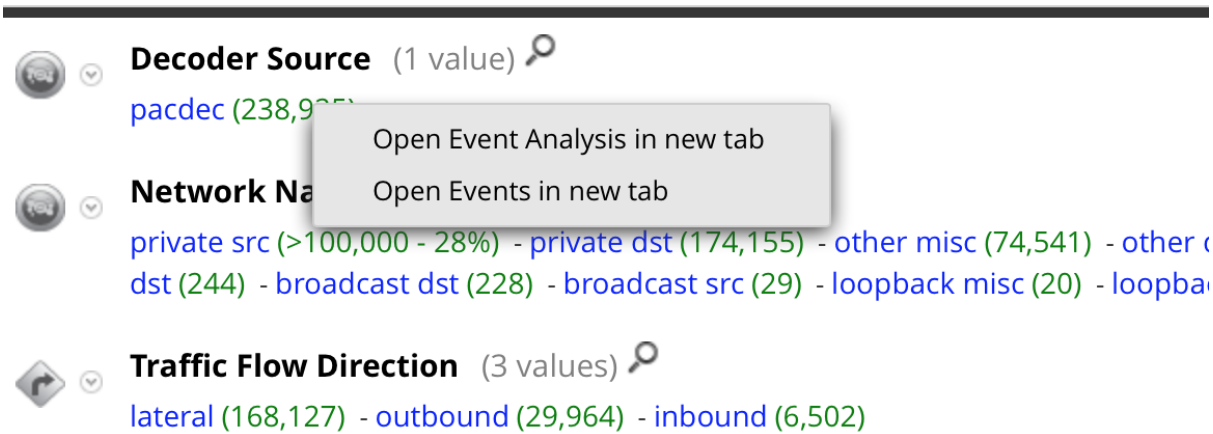 Decoder Source (1 value)
pacdec (238,9
Open Event Analysis in new tab
Open Events in new tab
Network Na
private src (>100,000 - 28%) - private dst (174,155) - other misc (74,541) - other
dst (244) - broadcast dst (228) - broadcast src (29) - loopback misc (20) - loopba
Traffic Flow Direction (3 values)
lateral (168,127) - outbound (29,964) - inbound (6,502)